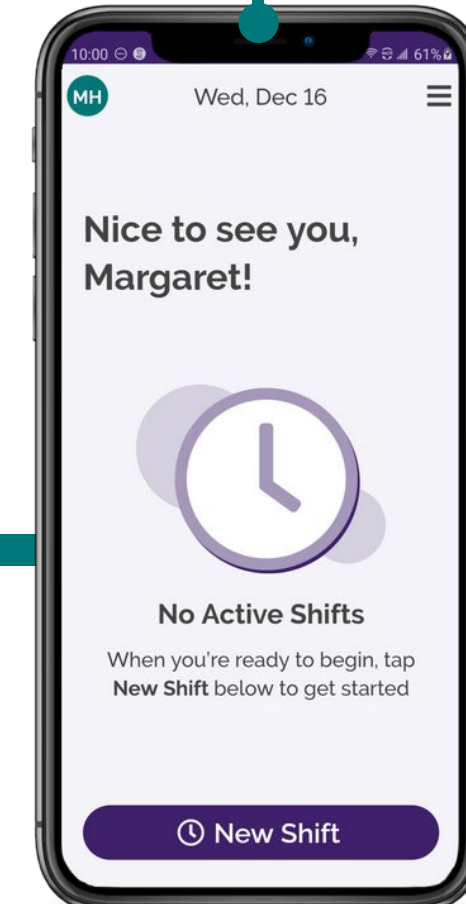 10:00
61%
MH
Wed, Dec 16
Nice to see you,
Margaret!
No Active Shifts
When you're ready to begin, tap
New Shift below to get started
New Shift